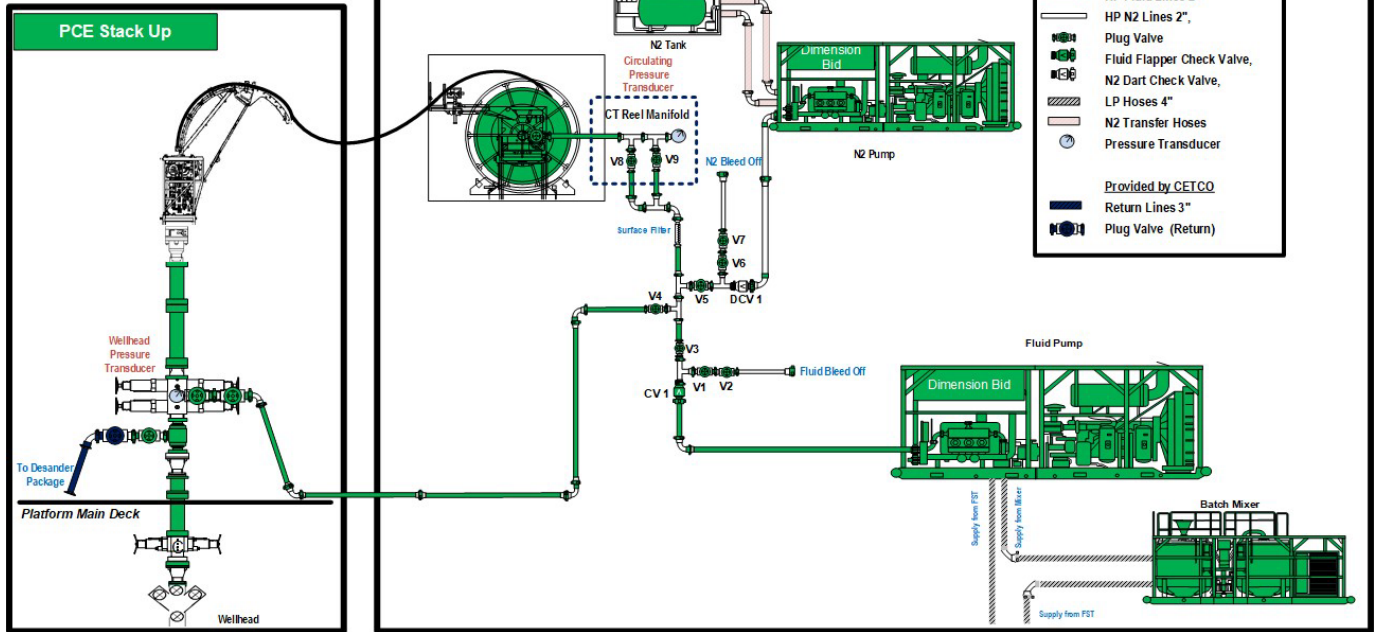 PCE Stack Up
N2 Tank
Circulating
Pressure
Transducer
CT Reel Manifold
V8
V9
Dimension
Bid
N2 Pump
N2 Bleed Off
Surface Filter
V7
V6
V5
DCV 1
V4
V3
V1
V2
CV 1
Fluid Bleed Off
HP N2 Lines 2",
Plug Valve
Fluid Flapper Check Valve,
N2 Dart Check Valve,
LP Hoses 4"
N2 Transfer Hoses
Pressure Transducer
Provided by CETCO
Return Lines 3"
Plug Valve (Return)
Wellhead
Pressure
Transducer
To Desander
Package
Platform Main Deck
Wellhead
Fluid Pump
Dimension Bid
Supply from FST
Supply from Mixer
Batch Mixer
Supply from FST